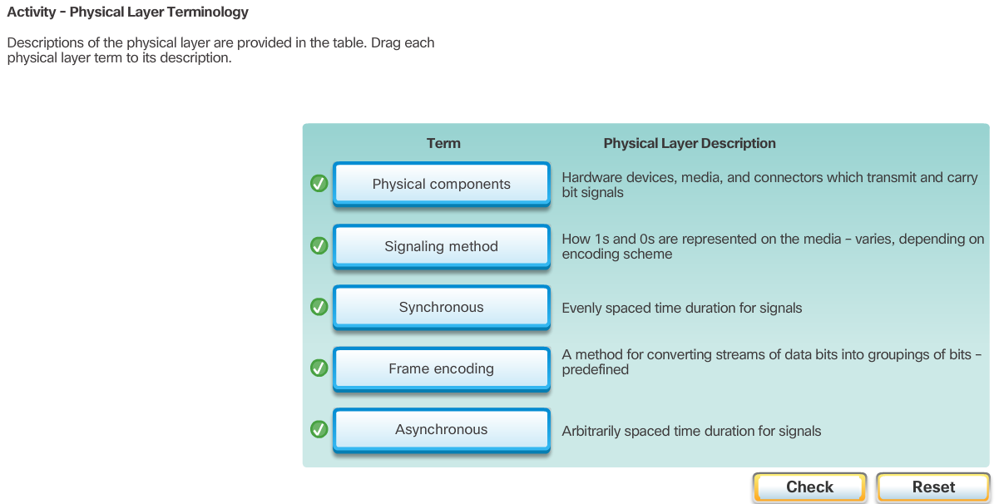 Activity - Physical Layer Terminology
Descriptions of the physical layer are provided in the table. Drag each
physical layer term to its description.
Term
Physical Layer Description
Physical components
Hardware devices, media, and connectors which transmit and carry
bit signals
Signaling method
How 1s and 0s are represented on the media – varies, depending on
encoding scheme
Synchronous
Evenly spaced time duration for signals
Frame encoding
A method for converting streams of data bits into groupings of bits –
predefined
Asynchronous
Arbitrarily spaced time duration for signals
Check
Reset